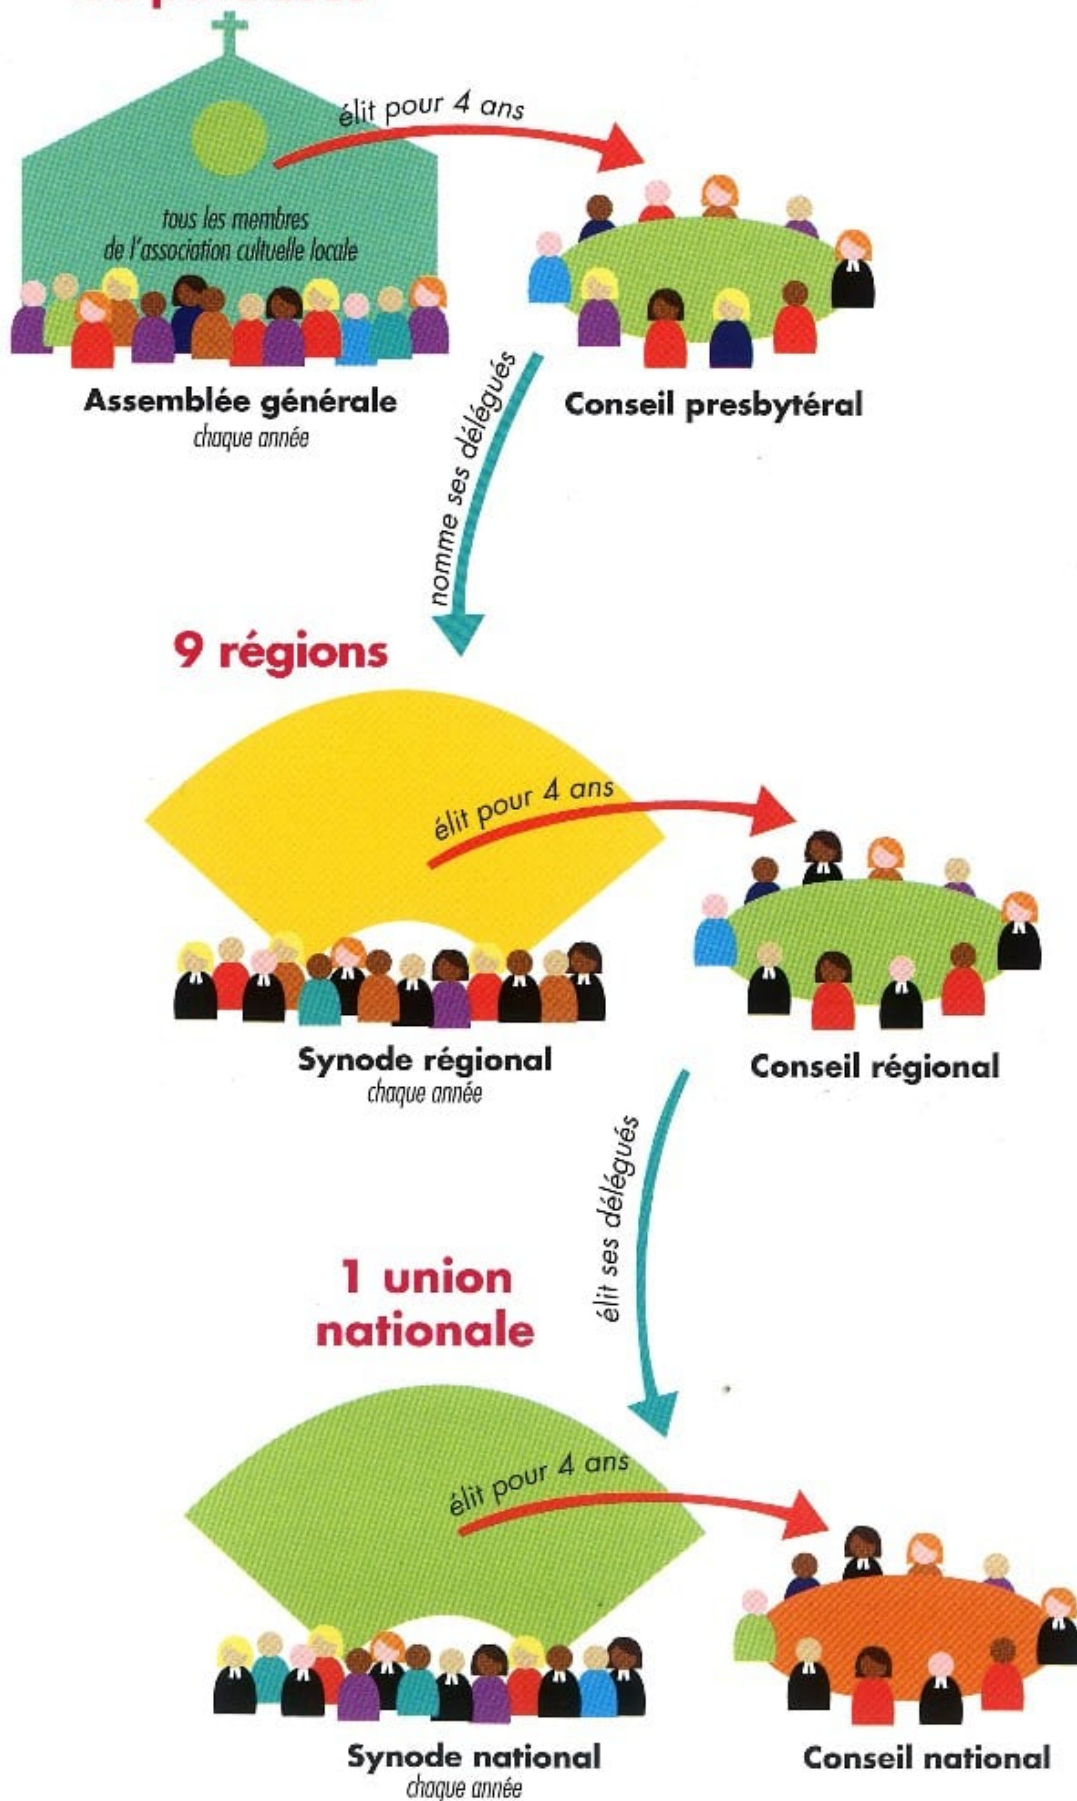 élit pour 4 ans
tous les membres
de l'association cultuelle locale
Assemblée générale
chaque année
Conseil presbytéral
nomme ses délégués
9 régions
élit pour 4 ans
Synode régional
chaque année
Conseil régional
élit ses délégués
1 union
nationale
élit pour 4 ans
Synode national
chaque année
Conseil national